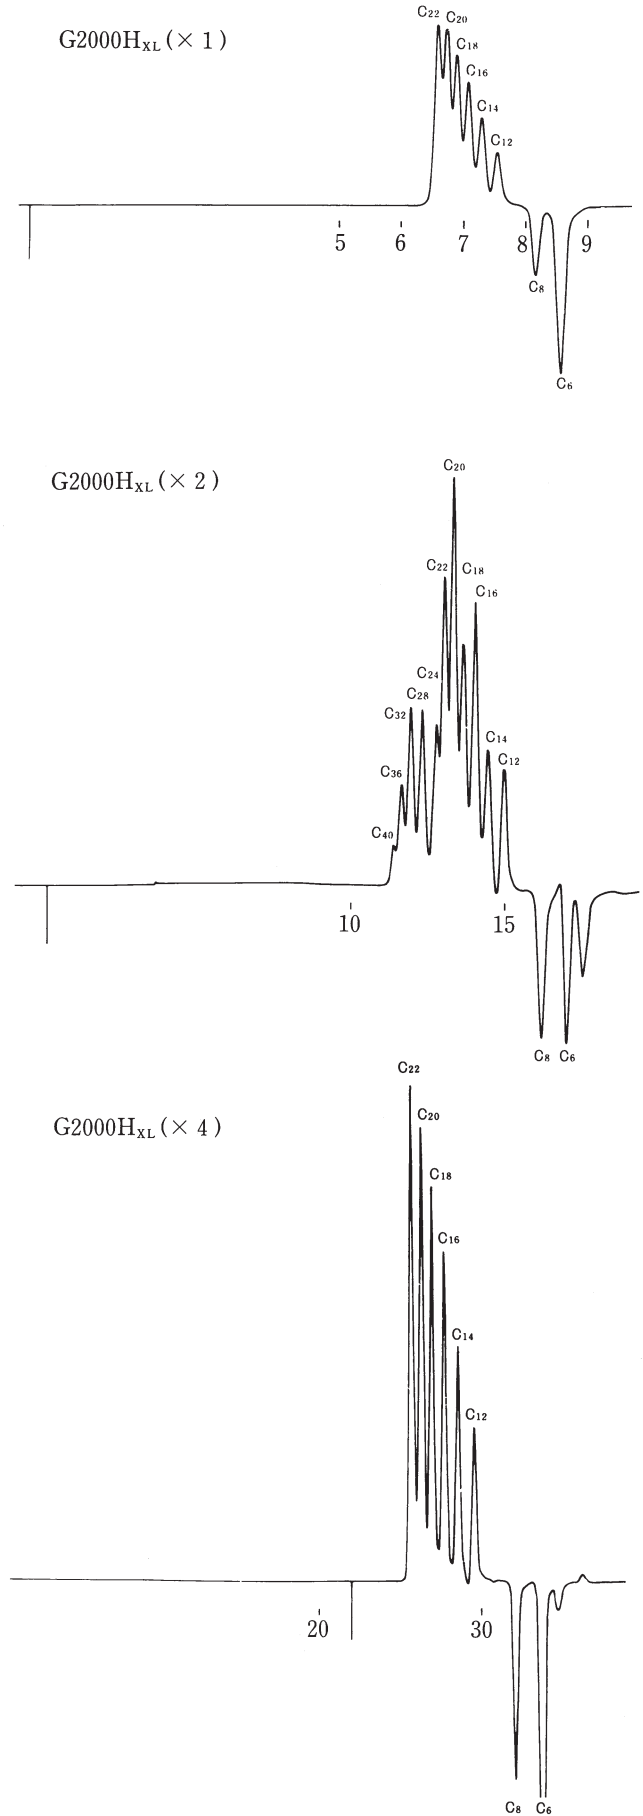 G2000HXL (× 1)
C22
C20
C18
C16
C14
C12
5 6 7 8 9
C8
C6
G2000HXL (× 2)
C20
C22
C18
C16
C24
C28
C32
C14
C12
C36
C40
10 15
C8 C6
C22
G2000HXL (× 4)
C20
C18
C16
C14
C12
20 30
C8 C6